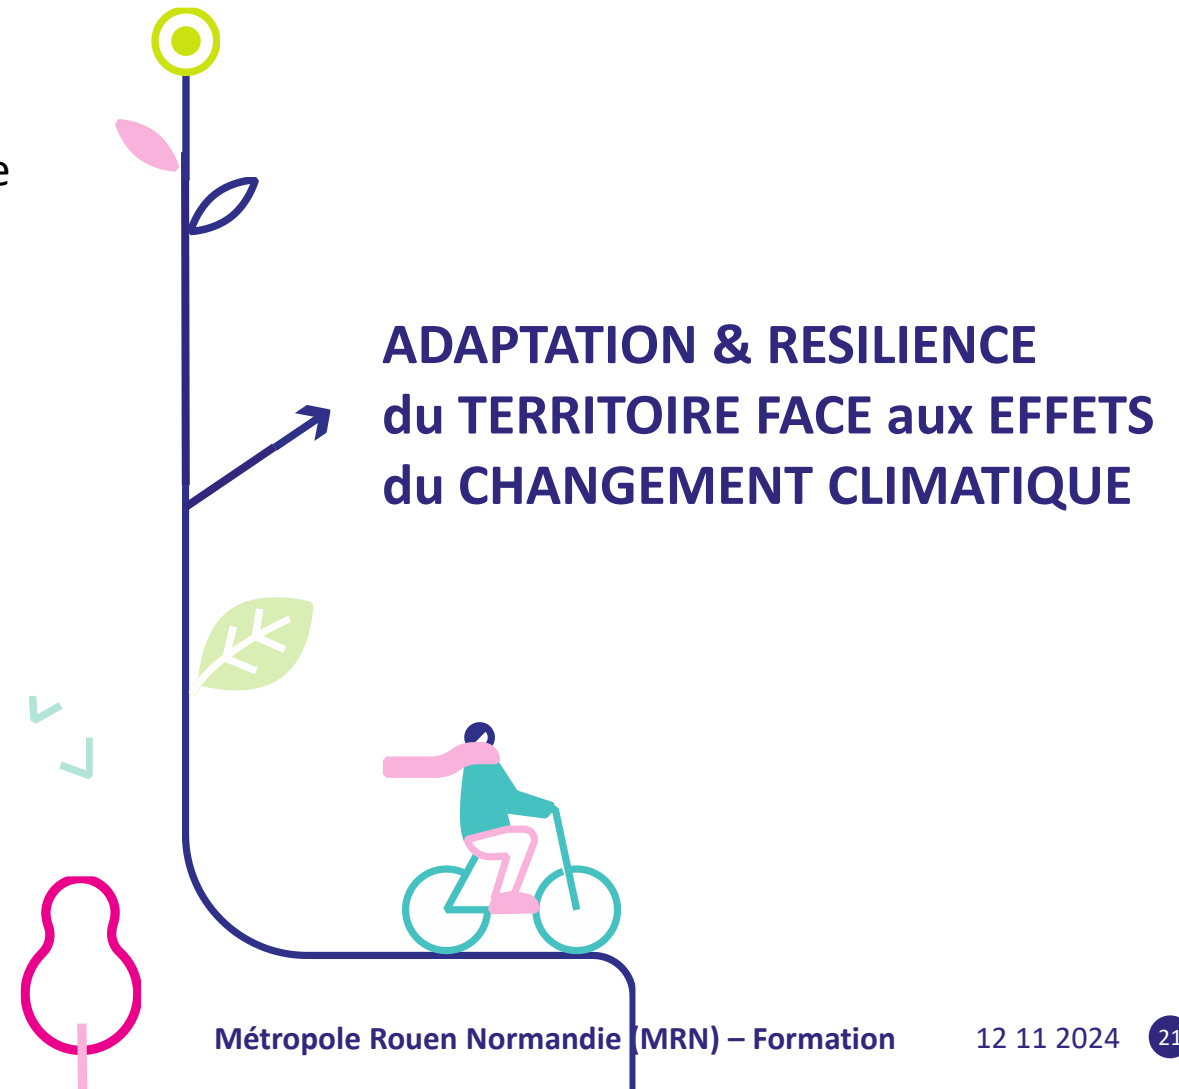 e
ADAPTATION & RESILIENCE
du TERRITOIRE FACE aux EFFETS
du CHANGEMENT CLIMATIQUE
Métropole Rouen Normandie (MRN) – Formation 12 11 2024 21